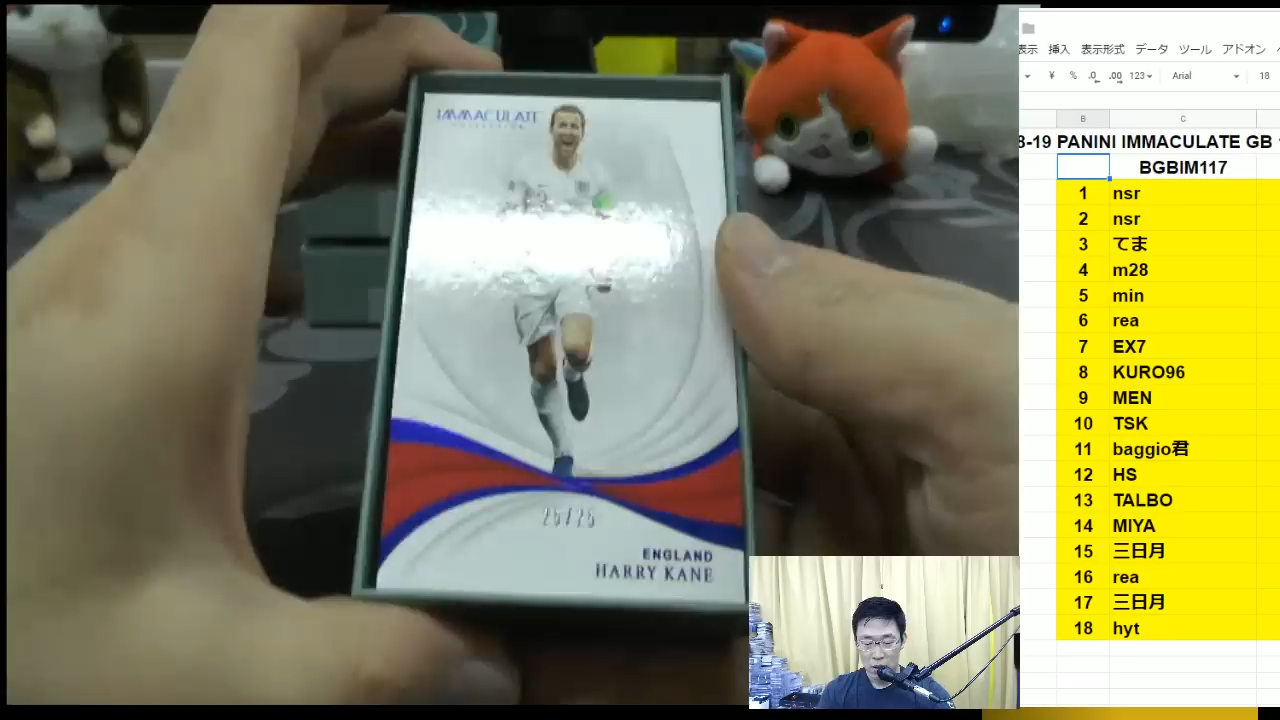 IMMACULATE
COLLECTION
25/25
ENGLAND
HARRY KANE
表示 挿入 表示形式 データ ツール アドオン
¥ % .0 .00 123 Arial 18
B C
8-19 PANINI IMMACULATE GB
BGBIM117
1 nsr
2 nsr
3 てま
4 m28
5 min
6 rea
7 EX7
8 KURO96
9 MEN
10 TSK
11 baggio君
12 HS
13 TALBO
14 MIYA
15 三日月
16 rea
17 三日月
18 hyt